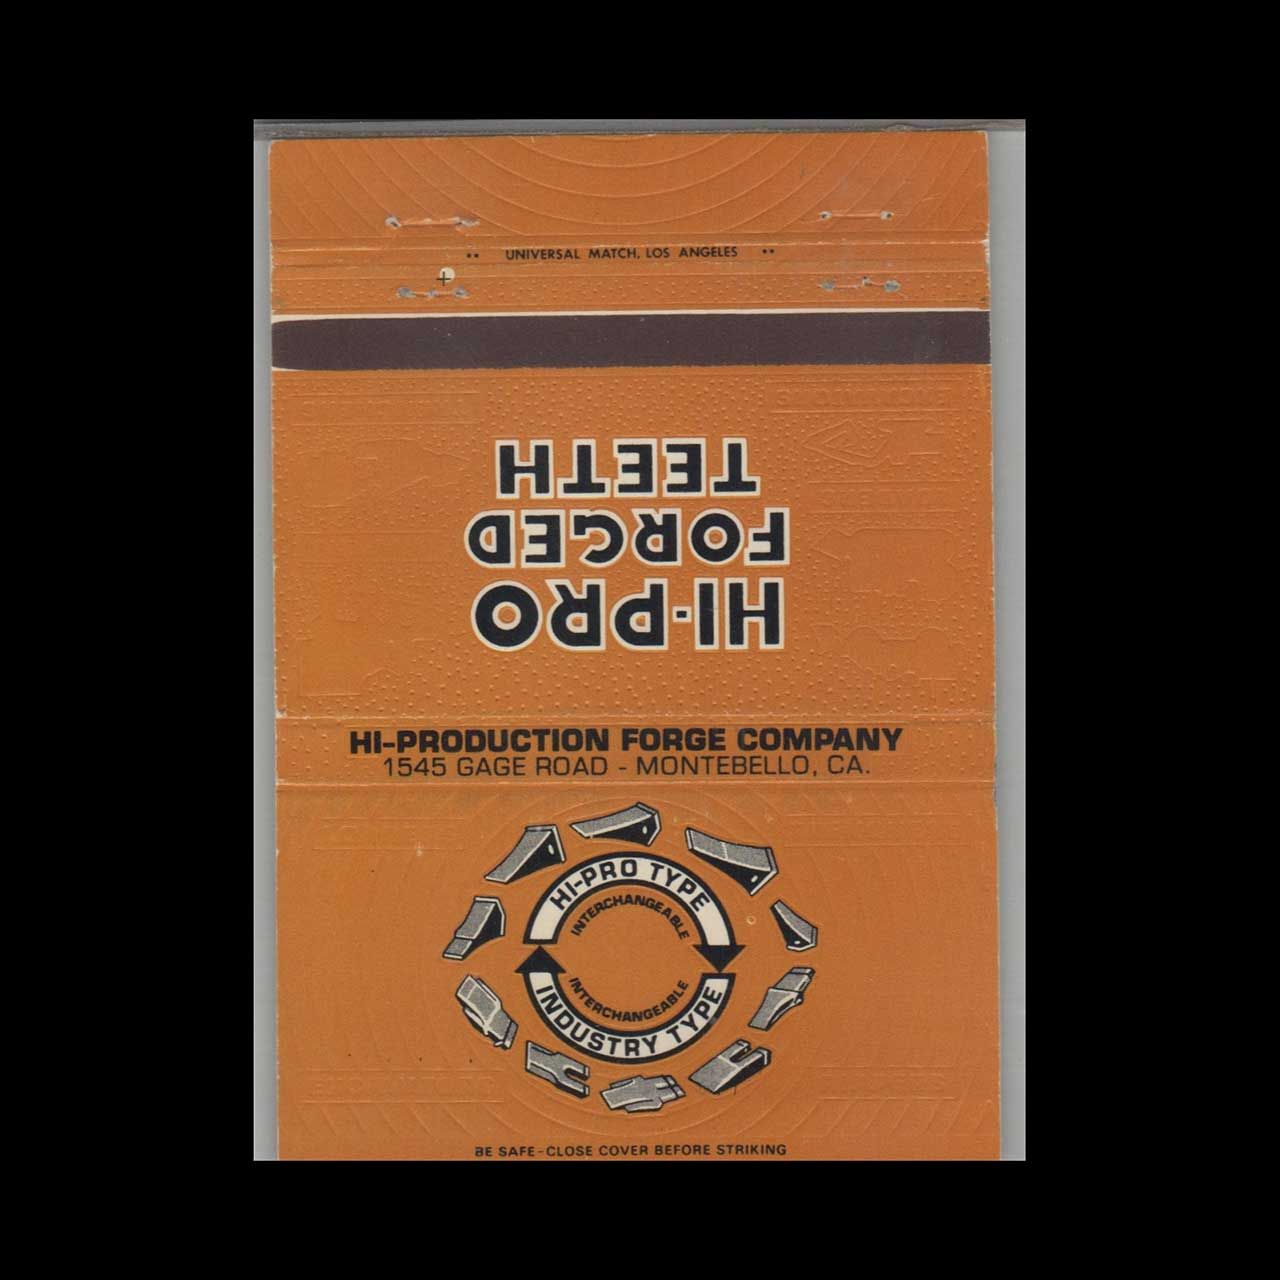 UNIVERSAL MATCH, LOS ANGELES
HI-PRO
FORGED
TEETH
HI-PRODUCTION FORGE COMPANY
1545 GAGE ROAD - MONTEBELLO, CA.
HI-PRO TYPE
INTERCHANGEABLE
INTERCHANGEABLE
INDUSTRY TYPE
BE SAFE - CLOSE COVER BEFORE STRIKING